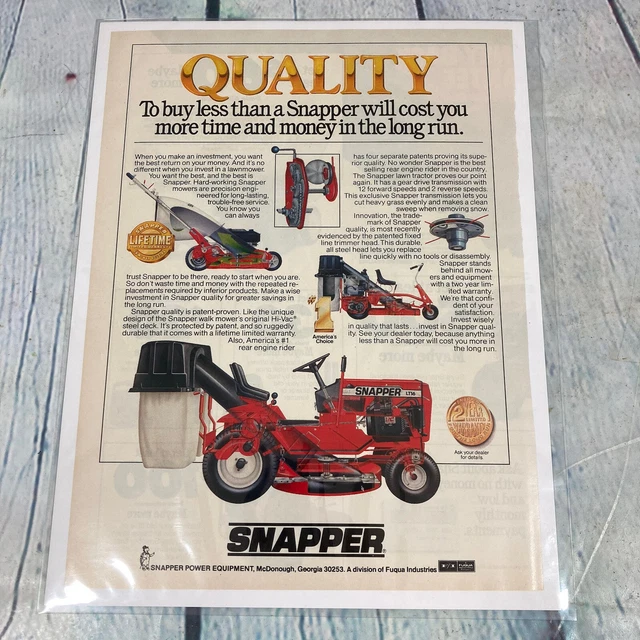 QUALITY
To buy less than a Snapper will cost you
more time and money in the long run.
When you make an investment, you want
the best return on your money. And it's no
different when you invest in a lawnmower.
You want the best, and the best is
Snapper. Hard-working Snapper
mowers are precision engi-
neered for long-lasting,
trouble-free service.
You know you
can always
trust Snapper to be there, ready to start when you are.
So don't waste time and money with the repeated re-
placements required by inferior products. Make a wise
investment in Snapper quality for greater savings in
the long run.
Snapper quality is patent-proven. Like the unique
design of the Snapper walk mower's original Hi-Vac®
steel deck. It's protected by patent, and so ruggedly
durable that it comes with a lifetime limited warranty.
Also, America's #1
rear engine rider
has four separate patents proving its supe-
rior quality. No wonder Snapper is the best
selling rear engine rider in the country.
The Snapper lawn tractor proves our point
again. It has a gear drive transmission with
12 forward speeds and 2 reverse speeds.
This exclusive Snapper transmission lets you
cut heavy grass evenly and makes a clean
sweep when removing snow.
Innovation, the trade-
mark of Snapper
quality, is most recently
evidenced by the patented fixed
line trimmer head. This durable,
all steel head lets you replace
line quickly with no tools or disassembly.
Snapper stands
behind all mow-
ers and equipment
with a two year lim-
ited warranty.
We're that confi-
dent of your
satisfaction.
Invest wisely
in quality that lasts...invest in Snapper qual-
ity. See your dealer today, because anything
less than a Snapper will cost you more in
the long run.
LIFETIME
#1
America's
Choice
SNAPPER LT16
2 YEAR
LIMITED
WARRANTY
Ask your dealer
for details
SNAPPER®
SNAPPER POWER EQUIPMENT, McDonough, Georgia 30253. A division of Fuqua Industries